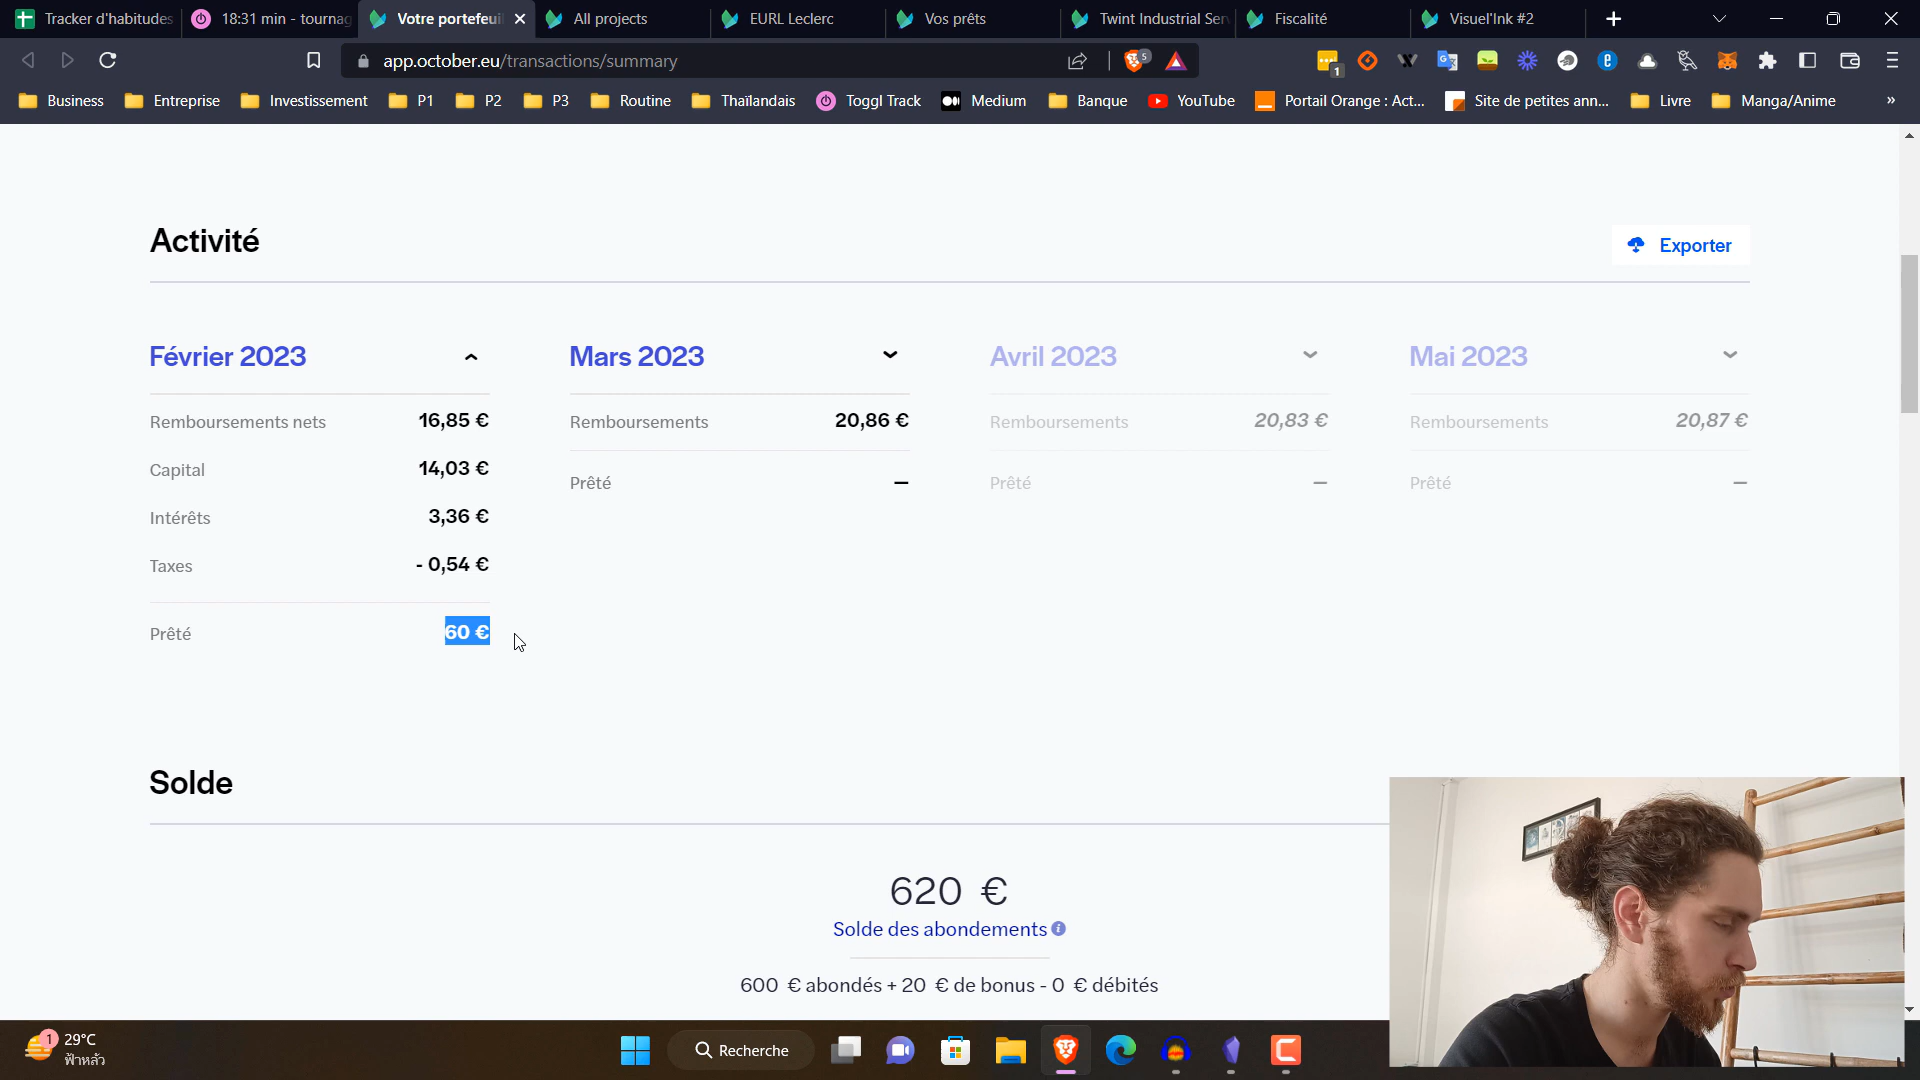 Tracker d'habitudes
18:31 min - tournag
Votre portefeui
All projects
EURL Leclerc
Vos prêts
Twint Industrial Serv
Fiscalité
Visuel'Ink #2
app.october.eu/transactions/summary
5
1
Business
Entreprise
Investissement
P1
P2
P3
Routine
Thaïlandais
Toggl Track
Medium
Banque
YouTube
Portail Orange : Act...
Site de petites ann...
Livre
Manga/Anime
»
Activité
Exporter
Février 2023
Mars 2023
Avril 2023
Mai 2023
Remboursements nets 16,85 €
Remboursements 20,86 €
Remboursements 20,83 €
Remboursements 20,87 €
Capital 14,03 €
Prêté –
Prêté –
Prêté –
Intérêts 3,36 €
Taxes - 0,54 €
Prêté 60 €
Solde
620 €
Solde des abondements
600 € abondés + 20 € de bonus - 0 € débités
1
29°C
ฟ้าหลัว
Recherche